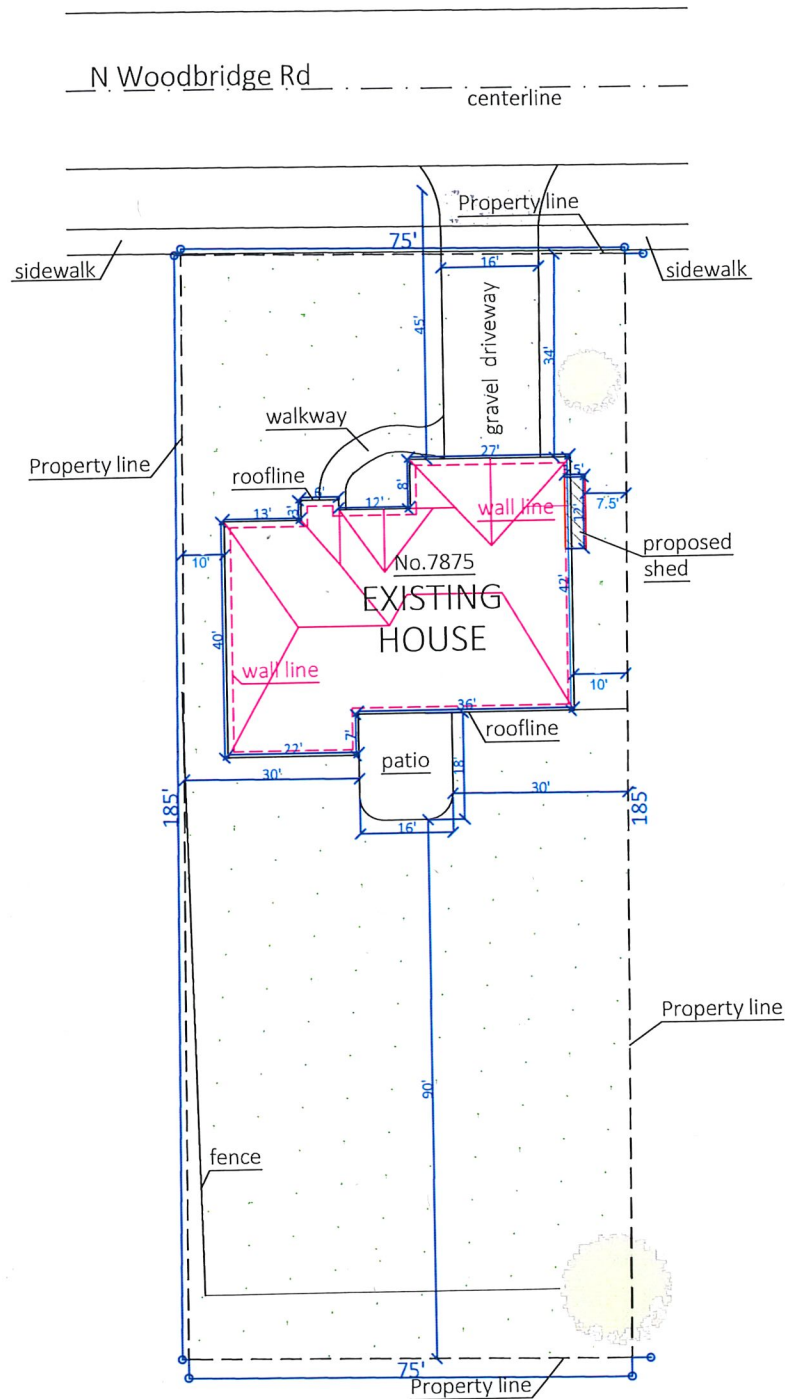 N Woodbridge Rd
centerline
Property line
75'
sidewalk
sidewalk
16'
45'
gravel driveway
34'
walkway
Property line
roofline
27'
6'
8'
12'
wall line
7.5'
13'
3'
12'
proposed
shed
10'
No.7875
EXISTING
HOUSE
42'
40'
wall line
10'
36'
roofline
7'
22'
patio
18'
30'
30'
185'
185'
16'
Property line
90'
fence
75'
Property line